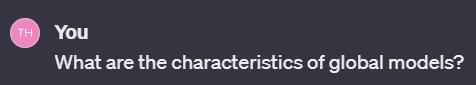 TH
You
What are the characteristics of global models?